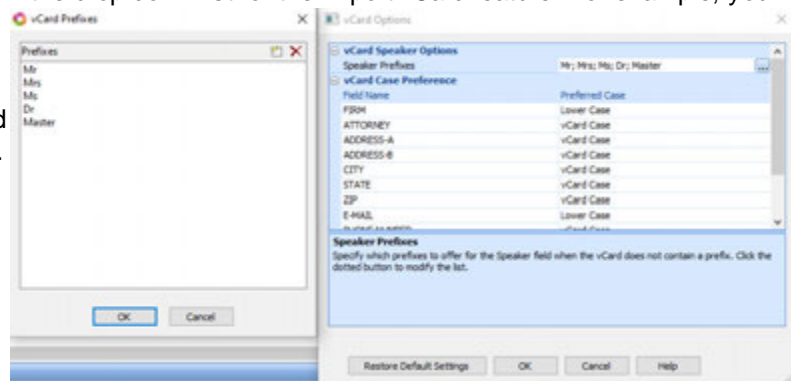 vCard Prefixes
Prefixes
Mr
Mrs
Ms
Dr
Master
OK Cancel
vCard Options
vCard Speaker Options
Speaker Prefixes Mr; Mrs; Ms; Dr; Master ...
vCard Case Preference
Field Name Preferred Case
FIRM Lower Case
ATTORNEY vCard Case
ADDRESS-A vCard Case
ADDRESS-B vCard Case
CITY vCard Case
STATE vCard Case
ZIP vCard Case
E-MAIL Lower Case
Speaker Prefixes
Specify which prefixes to offer for the Speaker field when the vCard does not contain a prefix. Click the
dotted button to modify the list.
Restore Default Settings OK Cancel Help